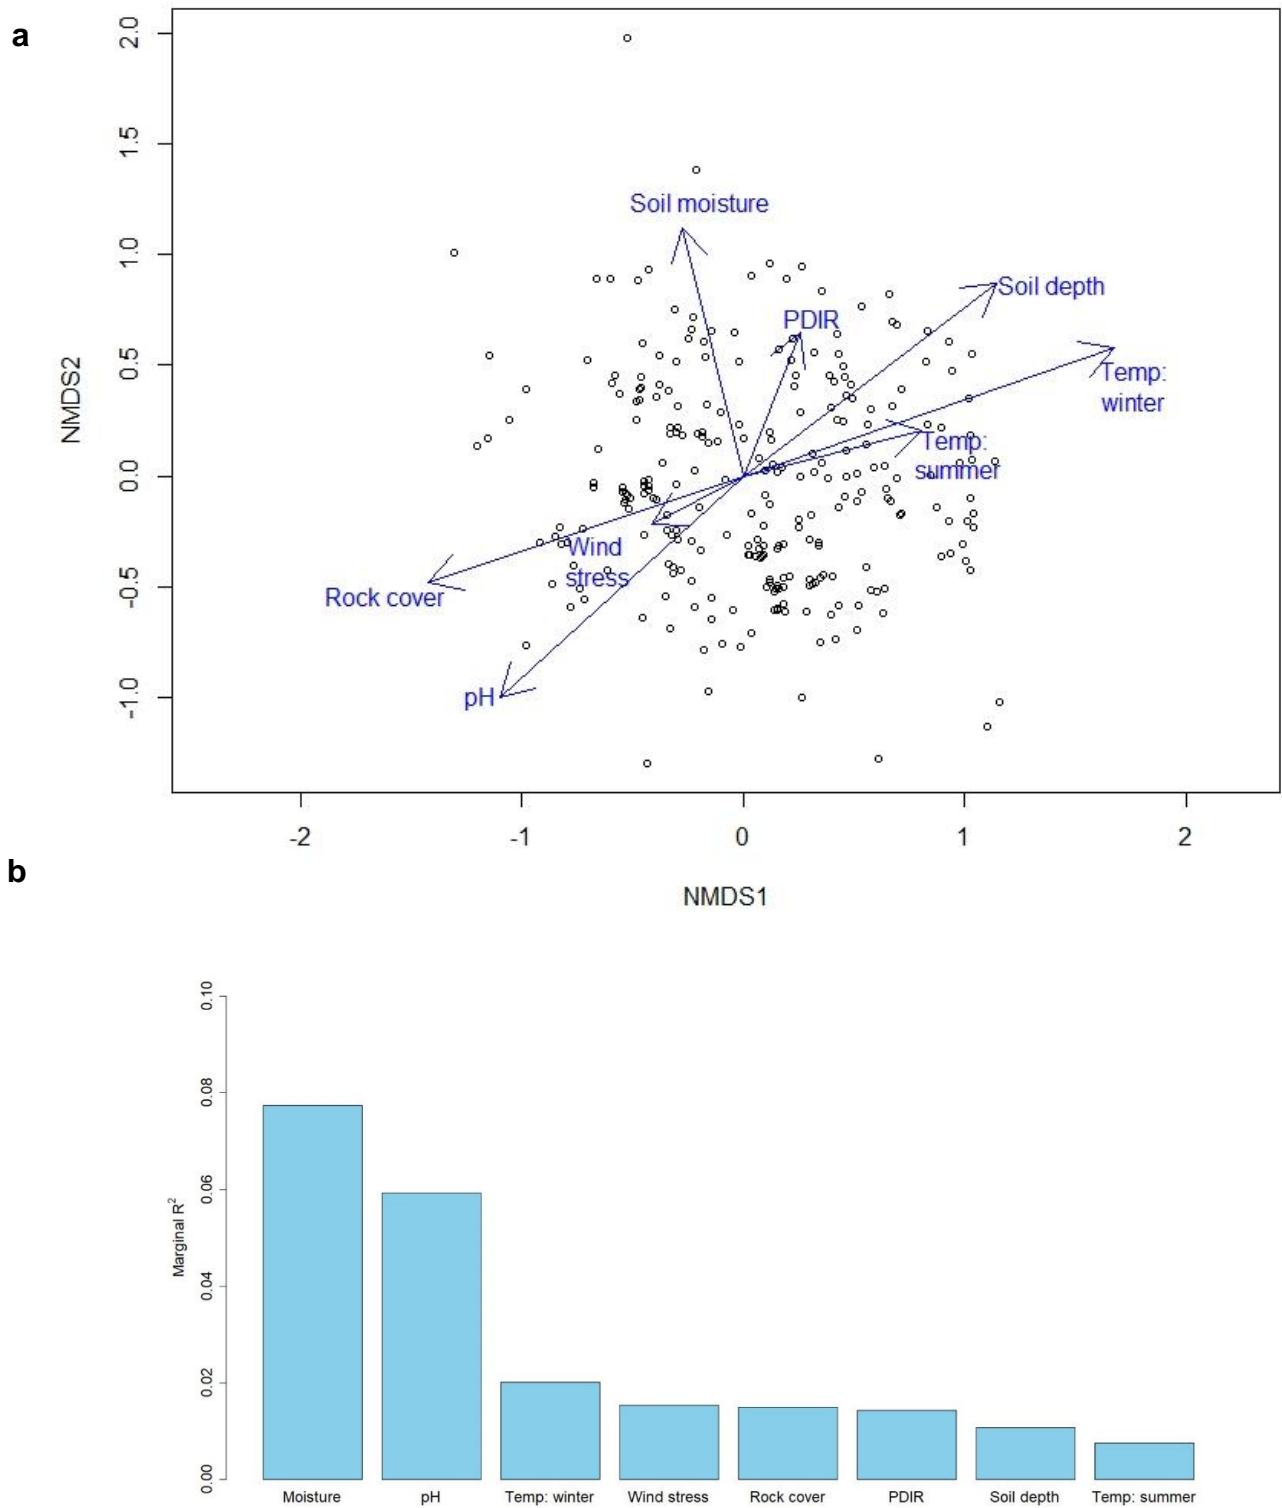 a
2.0
1.5
1.0
0.5
0.0
-0.5
-1.0
NMDS2
Soil moisture
Soil depth
PDIR
Temp:
winter
Temp:
summer
Wind
stress
Rock cover
pH
-2
-1
0
1
2
NMDS1
b
0.10
0.08
0.06
0.04
0.02
0.00
Marginal R²
Moisture pH Temp: winter Wind stress Rock cover PDIR Soil depth Temp: summer